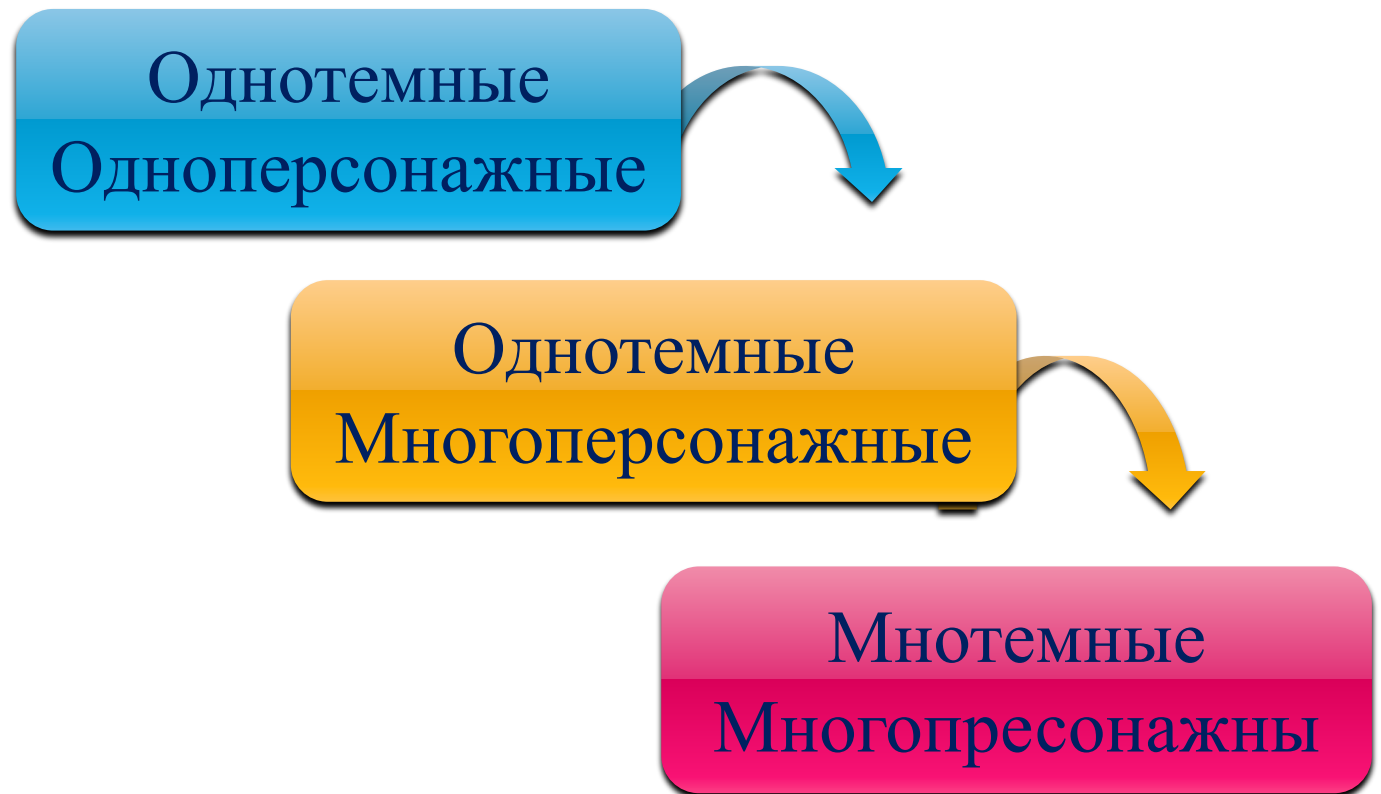 Однотемные
Одноперсонажные
Однотемные
Многоперсонажные
Мнотемные
Многопресонажны